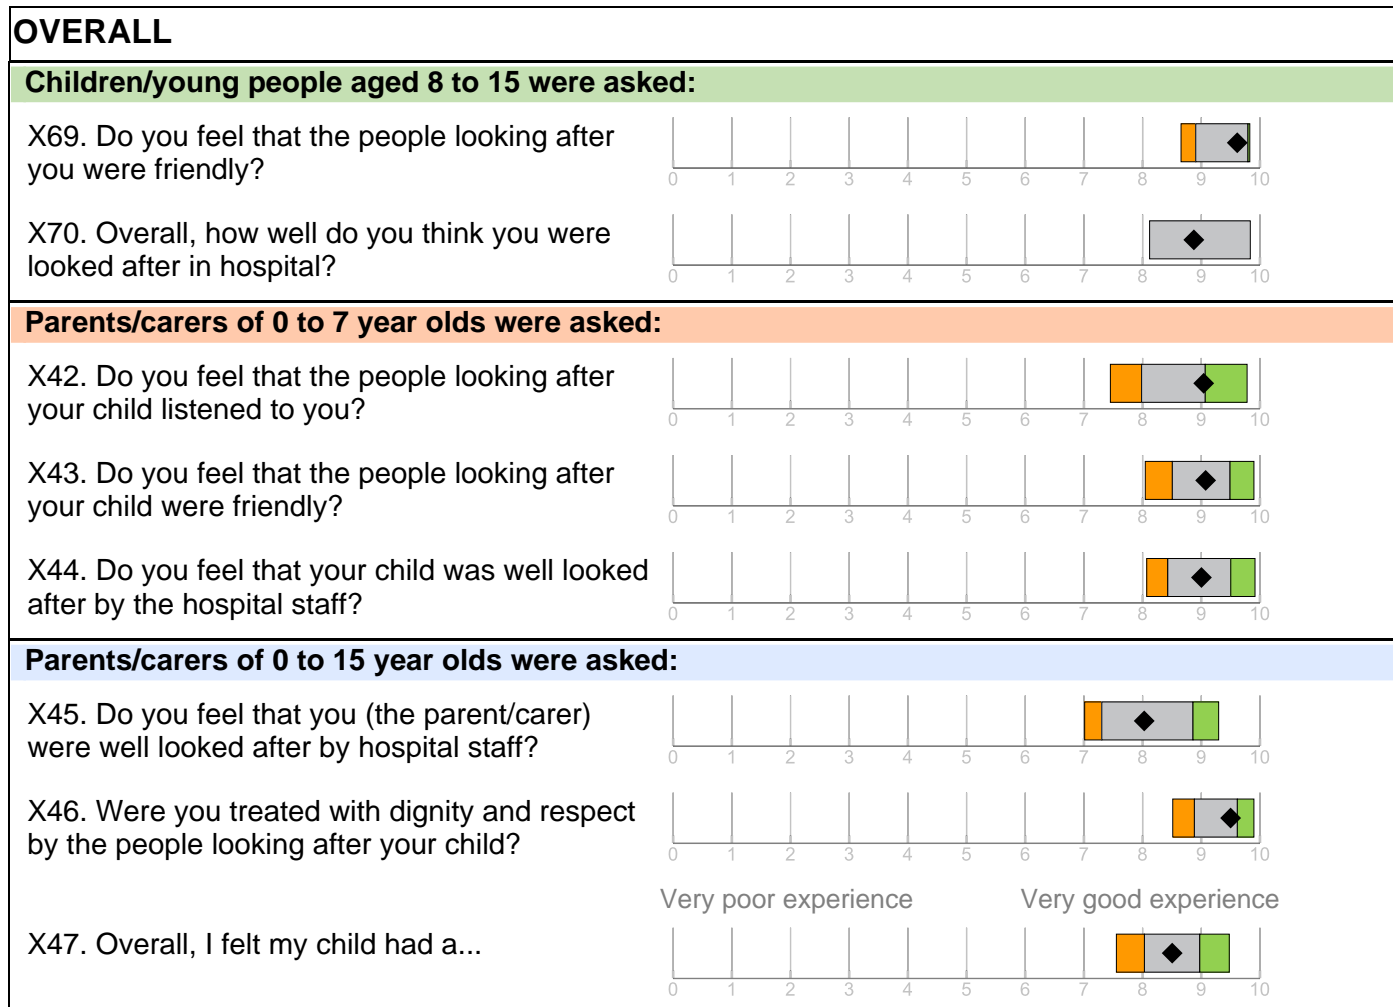 OVERALL
Children/young people aged 8 to 15 were asked:
X69. Do you feel that the people looking after
you were friendly?
0 1 2 3 4 5 6 7 8 9 10
X70. Overall, how well do you think you were
looked after in hospital?
0 1 2 3 4 5 6 7 8 9 10
Parents/carers of 0 to 7 year olds were asked:
X42. Do you feel that the people looking after
your child listened to you?
0 1 2 3 4 5 6 7 8 9 10
X43. Do you feel that the people looking after
your child were friendly?
0 1 2 3 4 5 6 7 8 9 10
X44. Do you feel that your child was well looked
after by the hospital staff?
0 1 2 3 4 5 6 7 8 9 10
Parents/carers of 0 to 15 year olds were asked:
X45. Do you feel that you (the parent/carer)
were well looked after by hospital staff?
0 1 2 3 4 5 6 7 8 9 10
X46. Were you treated with dignity and respect
by the people looking after your child?
0 1 2 3 4 5 6 7 8 9 10
Very poor experience Very good experience
X47. Overall, I felt my child had a...
0 1 2 3 4 5 6 7 8 9 10